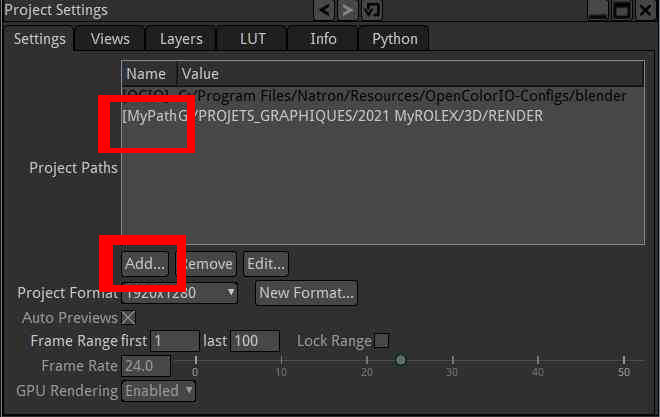 Project Settings
Settings Views Layers LUT Info Python
Name Value
[OCIO] C:/Program Files/Natron/Resources/OpenColorIO-Configs/blender
[MyPath G:/PROJETS_GRAPHIQUES/2021 MyROLEX/3D/RENDER
Project Paths
Add... Remove Edit...
Project Format 1920x1280 New Format...
Auto Previews
Frame Range first 1 last 100 Lock Range
Frame Rate 24.0 0 10 20 30 40 50
GPU Rendering Enabled